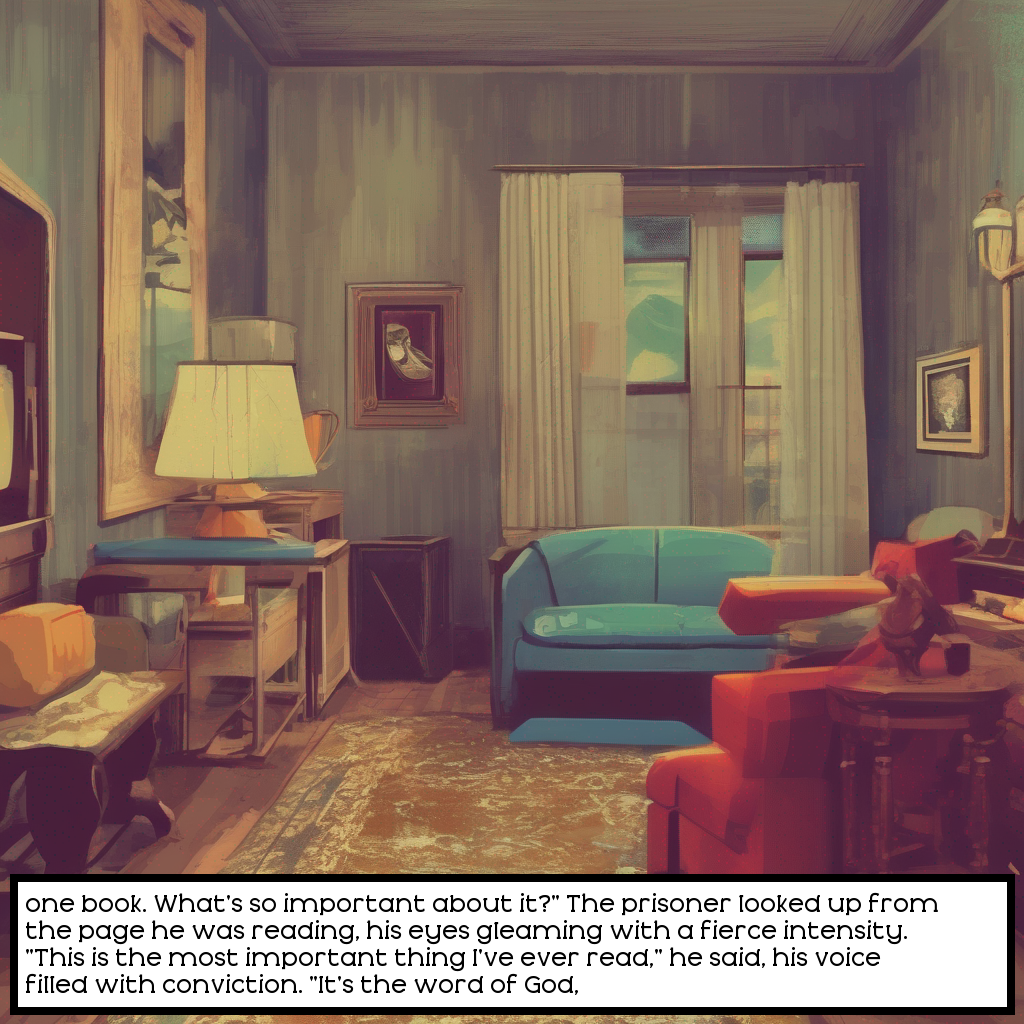 one book. What's so important about it?" The prisoner looked up from
the page he was reading, his eyes gleaming with a fierce intensity.
"This is the most important thing I've ever read," he said, his voice
filled with conviction. "It's the word of God,